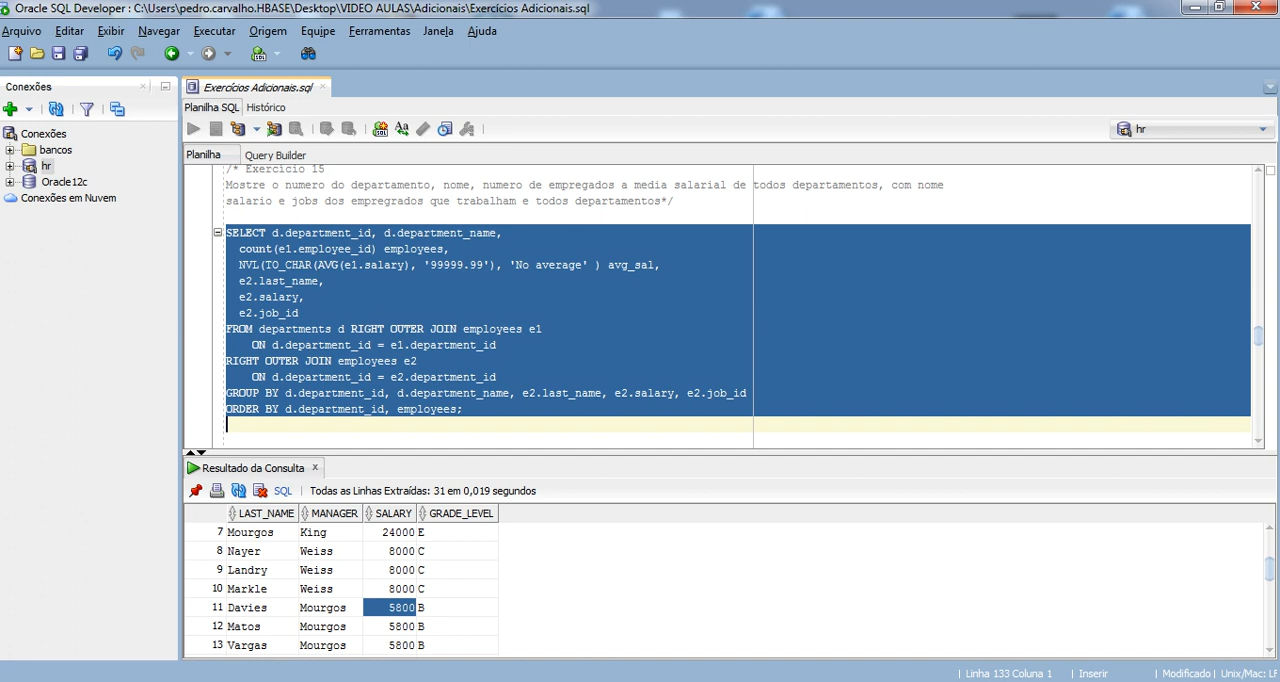 Oracle SQL Developer : C:\Users\pedro.carvalho.HBASE\Desktop\VIDEO AULAS\Adicionais\Exercícios Adicionais.sql
Arquivo Editar Exibir Navegar Executar Origem Equipe Ferramentas Janela Ajuda
Conexões
Exercícios Adicionais.sql
Planilha SQL Histórico
hr
Planilha Query Builder
Conexões
bancos
hr
Oracle12c
Conexões em Nuvem
/* Exercicio 15
Mostre o numero do departamento, nome, numero de empregados a media salarial de todos departamentos, com nome
salario e jobs dos empregrados que trabalham e todos departamentos*/
SELECT d.department_id, d.department_name,
count(e1.employee_id) employees,
NVL(TO_CHAR(AVG(e1.salary), '99999.99'), 'No average' ) avg_sal,
e2.last_name,
e2.salary,
e2.job_id
FROM departments d RIGHT OUTER JOIN employees e1
ON d.department_id = e1.department_id
RIGHT OUTER JOIN employees e2
ON d.department_id = e2.department_id
GROUP BY d.department_id, d.department_name, e2.last_name, e2.salary, e2.job_id
ORDER BY d.department_id, employees;
Resultado da Consulta x
SQL | Todas as Linhas Extraídas: 31 em 0,019 segundos
LAST_NAME MANAGER SALARY GRADE_LEVEL
7 Mourgos King 24000 E
8 Nayer Weiss 8000 C
9 Landry Weiss 8000 C
10 Markle Weiss 8000 C
11 Davies Mourgos 5800 B
12 Matos Mourgos 5800 B
13 Vargas Mourgos 5800 B
| Linha 133 Coluna 1 | Inserir | Modificado | Unix/Mac: LF